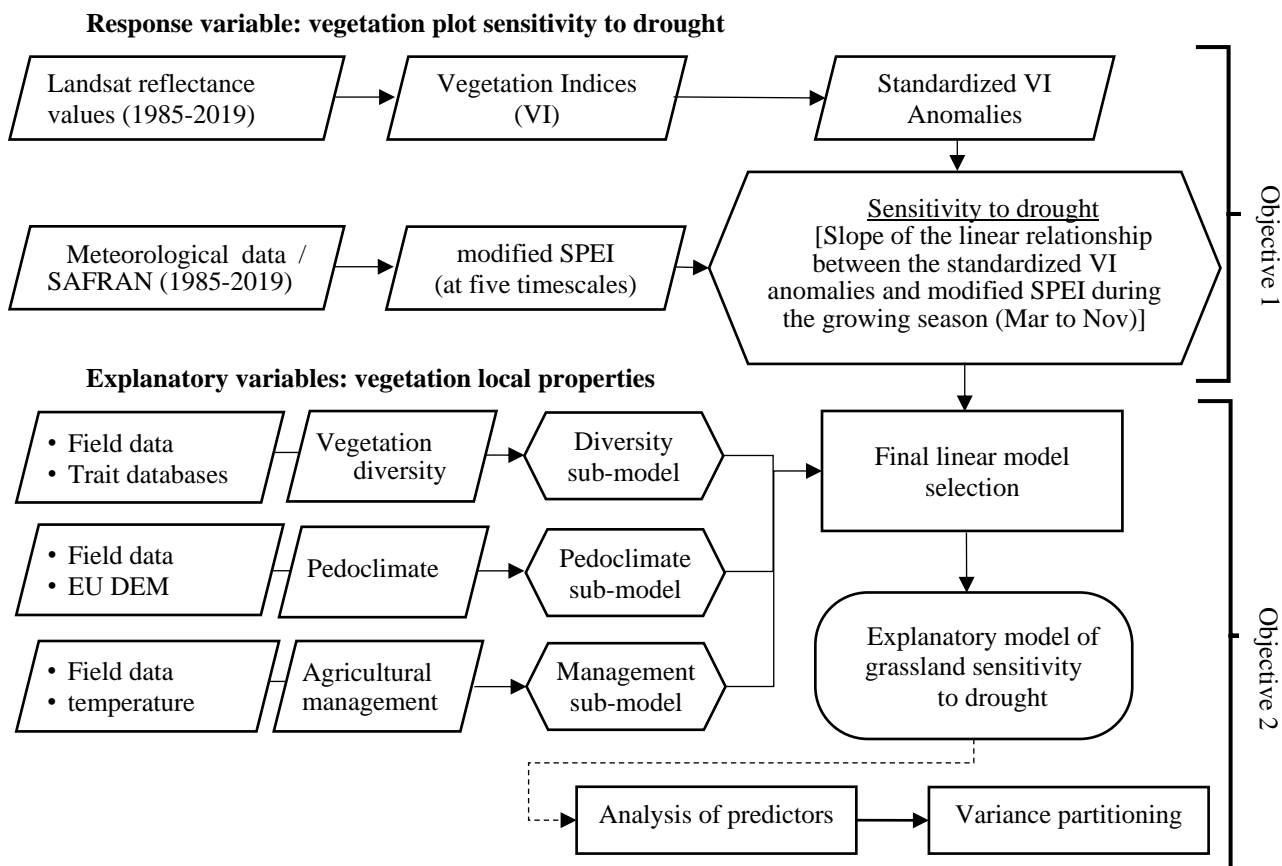 Response variable: vegetation plot sensitivity to drought
Landsat reflectance
values (1985-2019)
Vegetation Indices
(VI)
Standardized VI
Anomalies
Meteorological data /
SAFRAN (1985-2019)
modified SPEI
(at five timescales)
Sensitivity to drought
[Slope of the linear relationship
between the standardized VI
anomalies and modified SPEI during
the growing season (Mar to Nov)]
Objective 1
Explanatory variables: vegetation local properties
• Field data
• Trait databases
Vegetation
diversity
Diversity
sub-model
Final linear model
selection
• Field data
• EU DEM
Pedoclimate
Pedoclimate
sub-model
• Field data
• temperature
Agricultural
management
Management
sub-model
Explanatory model of
grassland sensitivity
to drought
Objective 2
Analysis of predictors
Variance partitioning